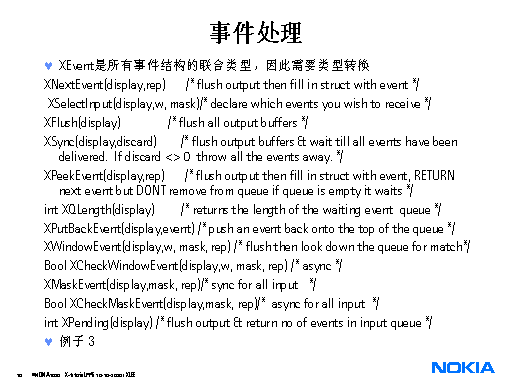 事件处理
♥ XEvent是所有事件结构的联合类型，因此需要类型转换
XNextEvent(display,rep) /* flush output then fill in struct with event */
XSelectInput(display,w, mask)/* declare which events you wish to receive */
XFlush(display) /* flush all output buffers */
XSync(display,discard) /* flush output buffers & wait till all events have been
delivered. If discard <> 0 throw all the events away. */
XPeekEvent(display,rep) /* flush output then fill in struct with event, RETURN
next event but DONT remove from queue if queue is empty it waits */
int XQLength(display) /* returns the length of the waiting event queue */
XPutBackEvent(display,event) /* push an event back onto the top of the queue */
XWindowEvent(display,w, mask, rep) /* flush then look down the queue for match*/
Bool XCheckWindowEvent(display,w, mask, rep) /* async */
XMaskEvent(display,mask, rep)/* sync for all input */
Bool XCheckMaskEvent(display,mask, rep)/* async for all input */
int XPending(display) /* flush output & return no of events in input queue */
♥ 例子 3
NOKIA